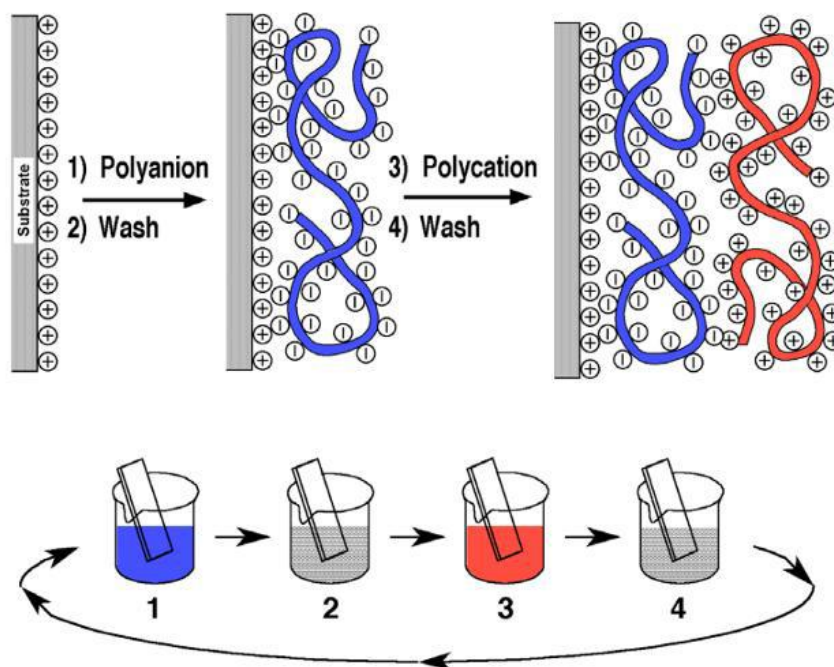 Substrate
1) Polyanion
2) Wash
3) Polycation
4) Wash
1
2
3
4